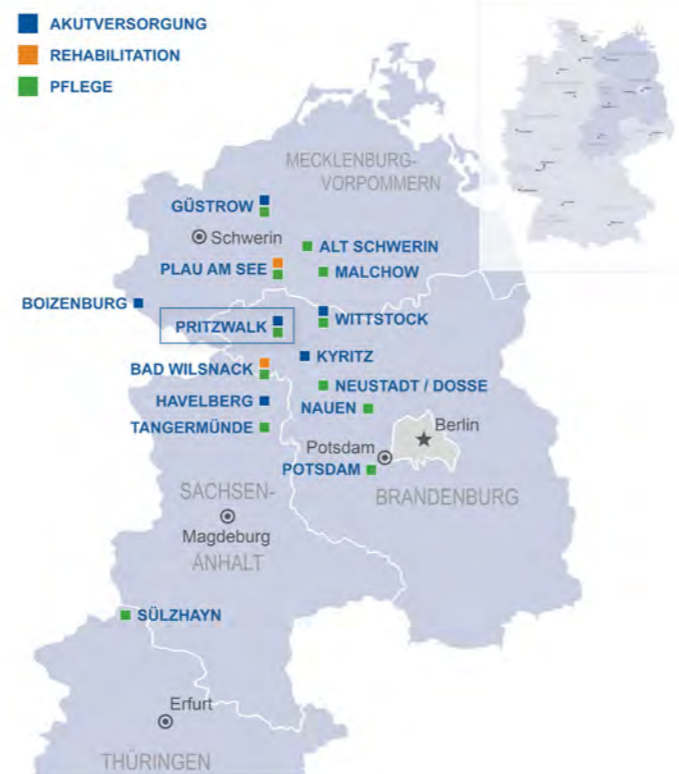 AKUTVERSORGUNG
REHABILITATION
PFLEGE
MECKLENBURG-
VORPOMMERN
GÜSTROW
Schwerin
ALT SCHWERIN
PLAU AM SEE
MALCHOW
BOIZENBURG
PRITZWALK
WITTSTOCK
KYRITZ
BAD WILSNACK
NEUSTADT / DOSSE
HAVELBERG
NAUEN
TANGERMÜNDE
Berlin
Potsdam
POTSDAM
SACHSEN-
BRANDENBURG
Magdeburg
ANHALT
SÜLZHAYN
Erfurt
THÜRINGEN